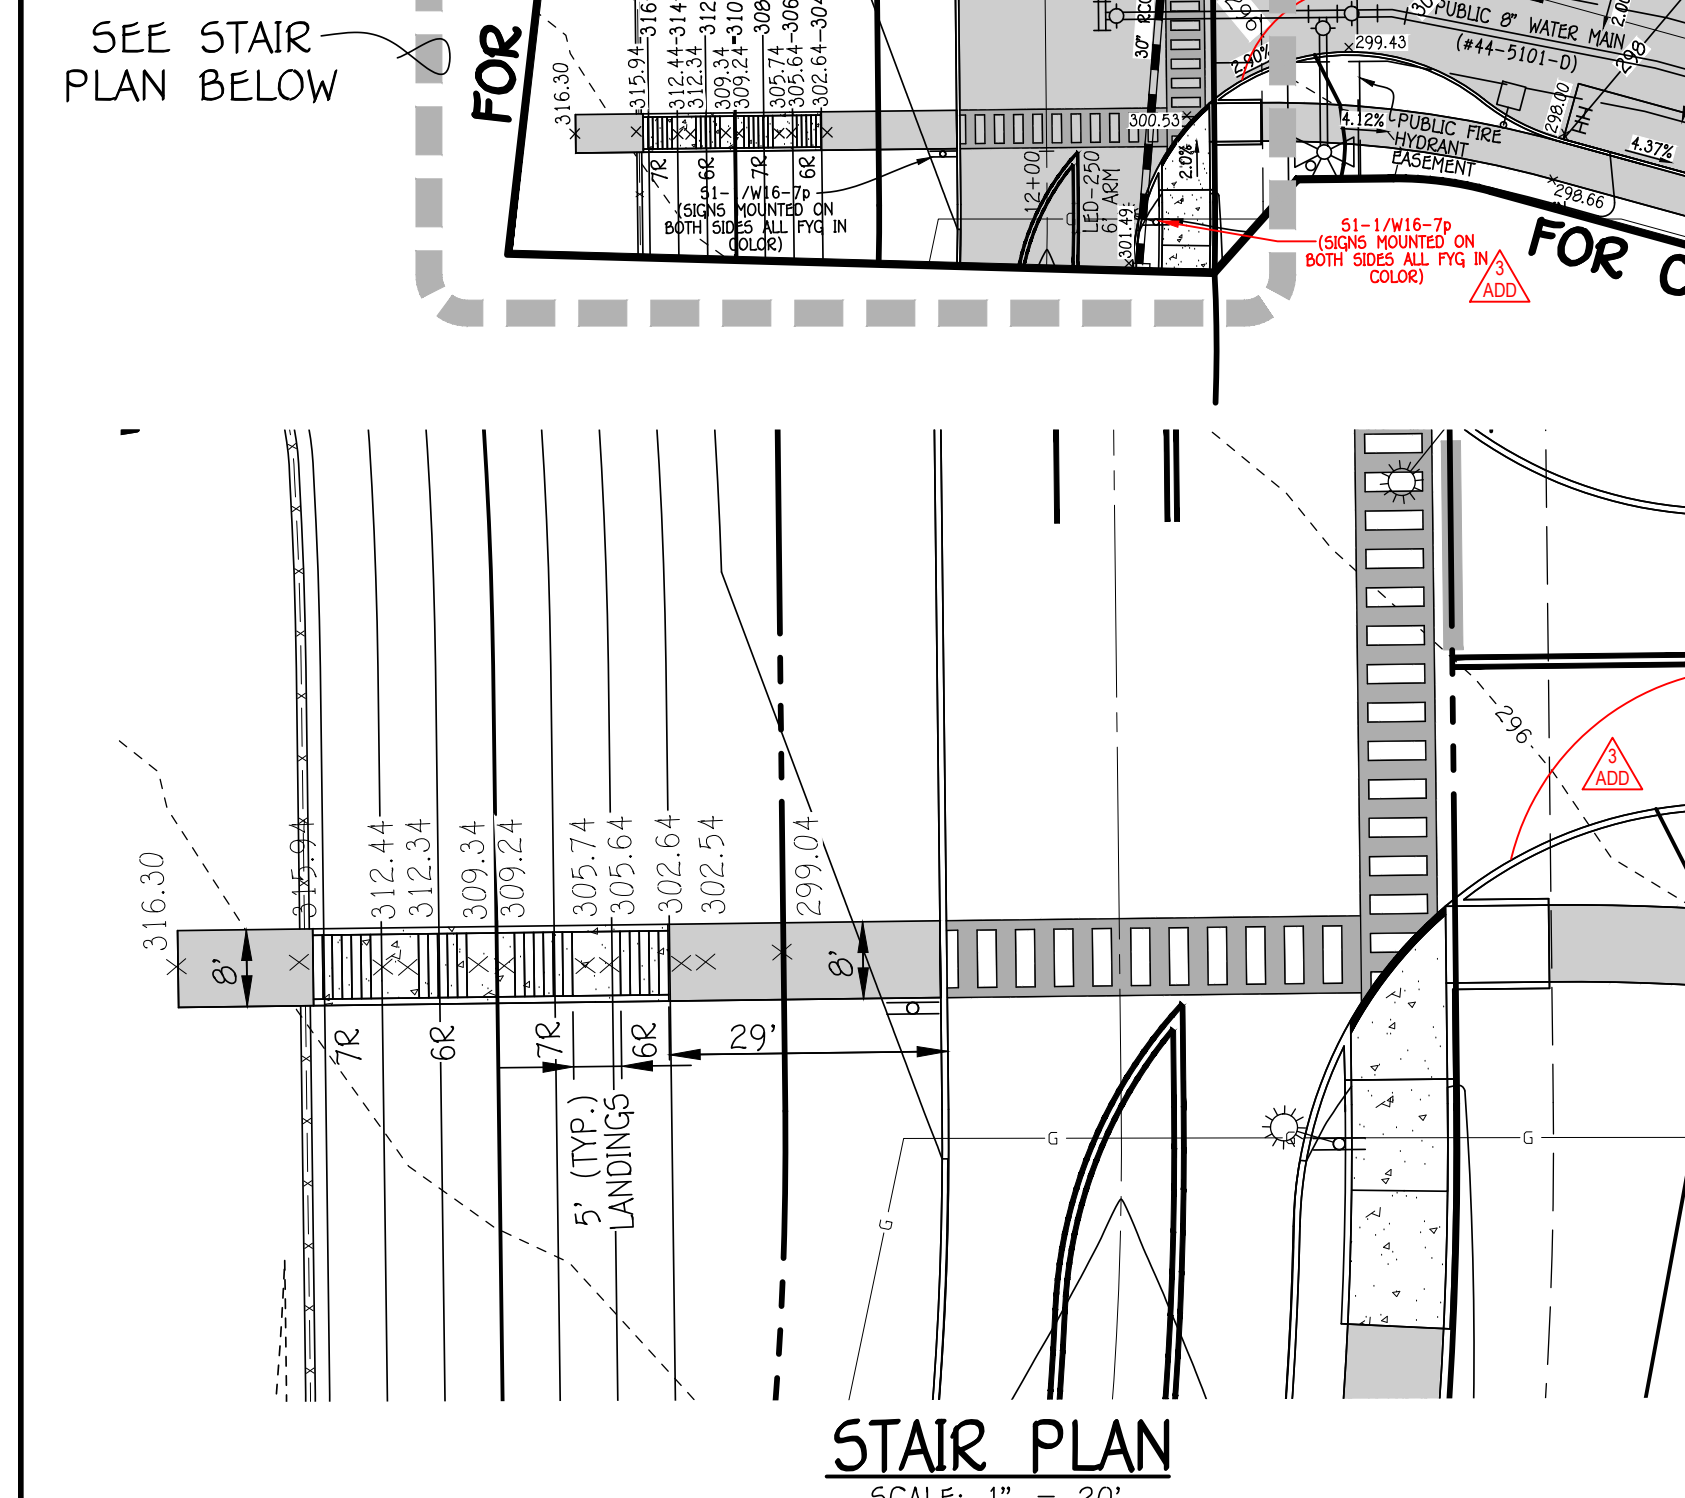 SEE STAIR
PLAN BELOW
FOR
316.30
315.94
312.44
312.34
309.34
309.24
305.74
305.64
302.64
7R
6R
7R
6R
S1-1/W16-7p
(SIGNS MOUNTED ON
BOTH SIDES ALL FYG IN
COLOR)
12+00
LED-250
6' ARM
301.49
300.53
2.0%
30"
2.90%
299.43
PUBLIC 8" WATER MAIN
(#44-5101-D)
298
298.00
4.12%
PUBLIC FIRE
HYDRANT
EASEMENT
4.37%
298.66
S1-1/W16-7p
(SIGNS MOUNTED ON
BOTH SIDES ALL FYG IN
COLOR)
3
ADD
FOR
296
3
ADD
316.30
315.94
312.44
312.34
309.34
309.24
305.74
305.64
302.64
302.54
299.04
8'
8'
7R
6R
7R
6R
29'
5' (TYP.)
LANDINGS
G
G
G
G
STAIR PLAN
SCALE: 1" = 20'